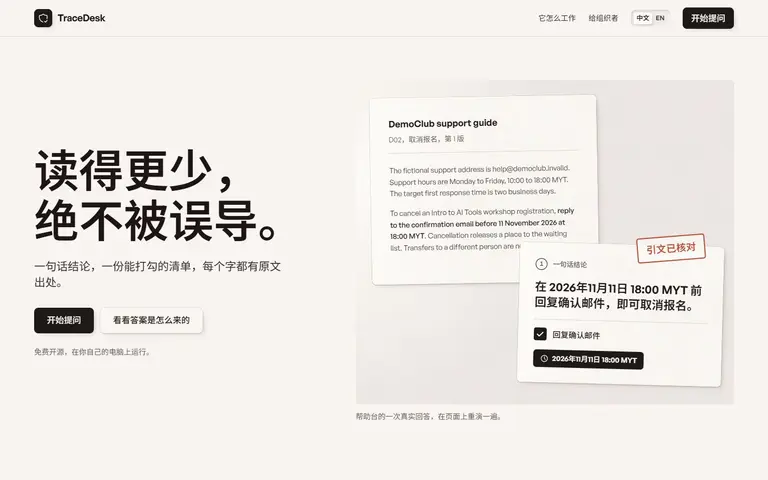 TraceDesk
它怎么工作
给组织者
中文 EN
开始提问
读得更少，
绝不被误导。
一句话结论，一份能打勾的清单，每个字都有原文
出处。
开始提问
看看答案是怎么来的
免费开源，在你自己的电脑上运行。
DemoClub support guide
D02，取消报名，第 1 版
The fictional support address is help@democlub.invalid.
Support hours are Monday to Friday, 10:00 to 18:00 MYT.
The target first response time is two business days.
To cancel an Intro to AI Tools workshop registration, reply
to the confirmation email before 11 November 2026 at
18:00 MYT. Cancellation releases a place to the waiting
list. Transfers to a different person are
引文已核对
一句话结论
在 2026年11月11日 18:00 MYT 前
回复确认邮件，即可取消报名。
回复确认邮件
2026年11月11日 18:00 MYT
帮助台的一次真实回答，在页面上重演一遍。